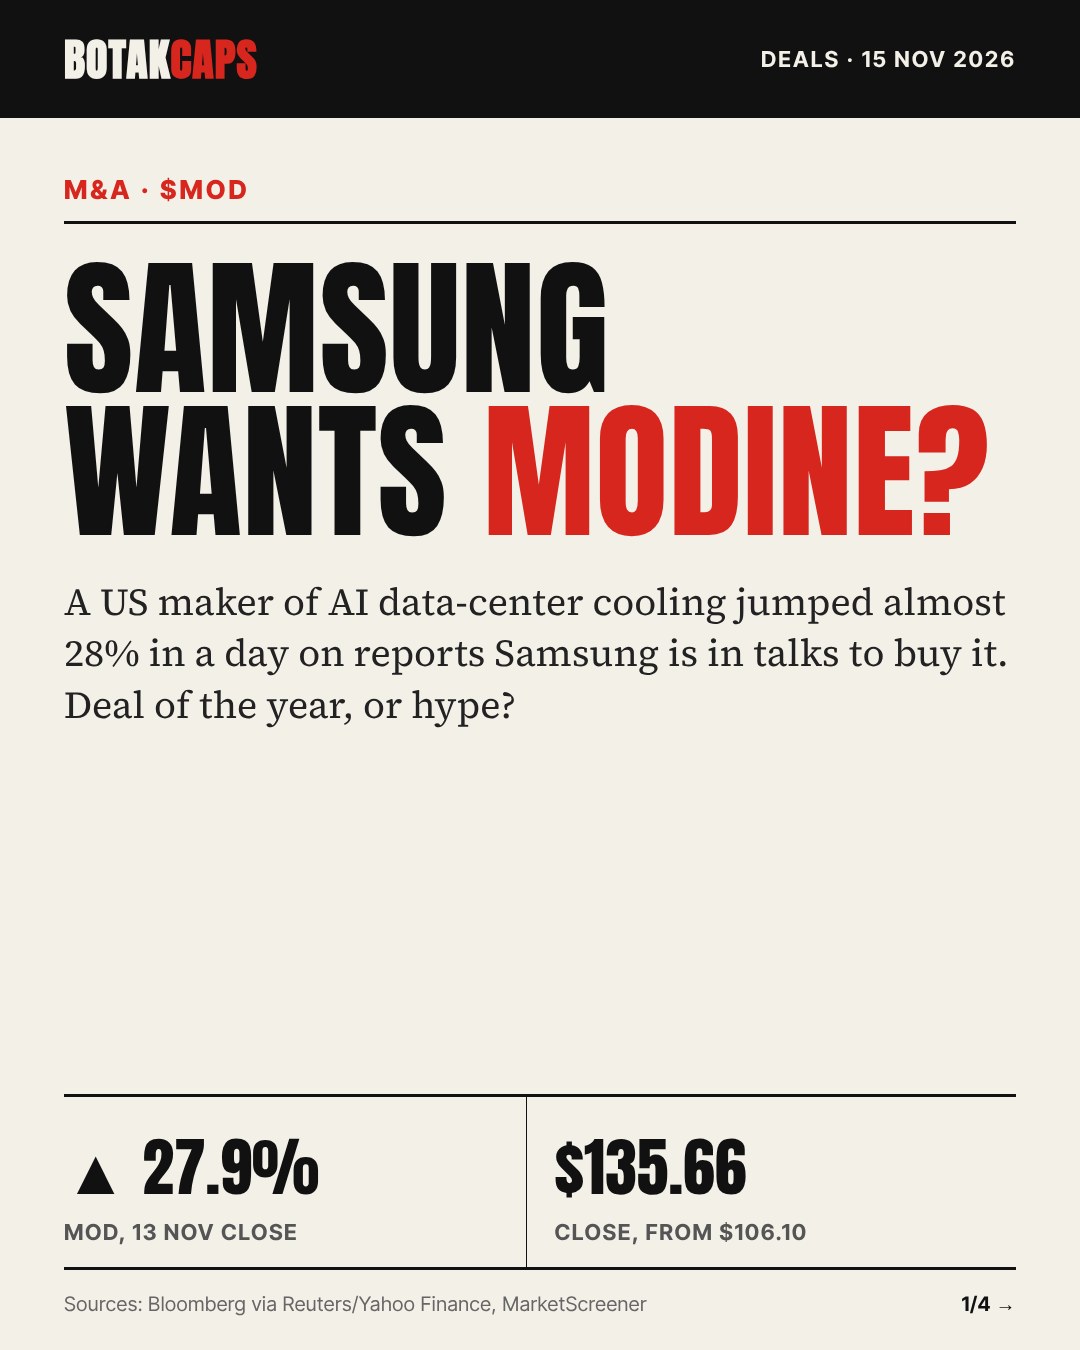 BOTAKCAPS
DEALS · 15 NOV 2026
M&A · $MOD
SAMSUNG
WANTS MODINE?
A US maker of AI data-center cooling jumped almost
28% in a day on reports Samsung is in talks to buy it.
Deal of the year, or hype?
▲ 27.9%
MOD, 13 NOV CLOSE
$135.66
CLOSE, FROM $106.10
Sources: Bloomberg via Reuters/Yahoo Finance, MarketScreener
1/4 →